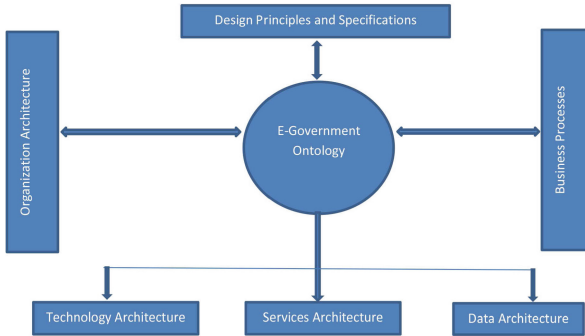 Design Principles and Specifications
Organization Architecture
E-Government
Ontology
Business Processes
Technology Architecture
Services Architecture
Data Architecture